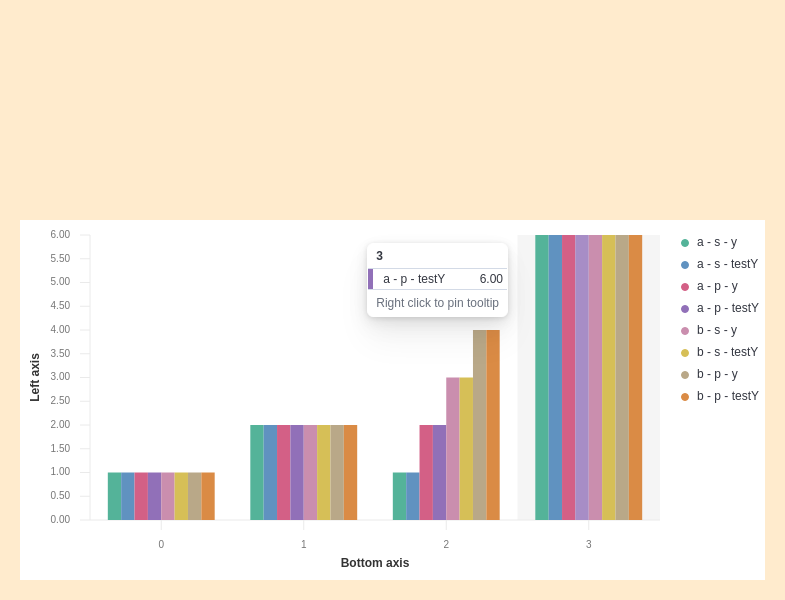 6.00
5.50
5.00
4.50
4.00
3.50
3.00
2.50
2.00
1.50
1.00
0.50
0.00
Left axis
0
1
2
3
Bottom axis
3
a - p - testY 6.00
Right click to pin tooltip
a - s - y
a - s - testY
a - p - y
a - p - testY
b - s - y
b - s - testY
b - p - y
b - p - testY